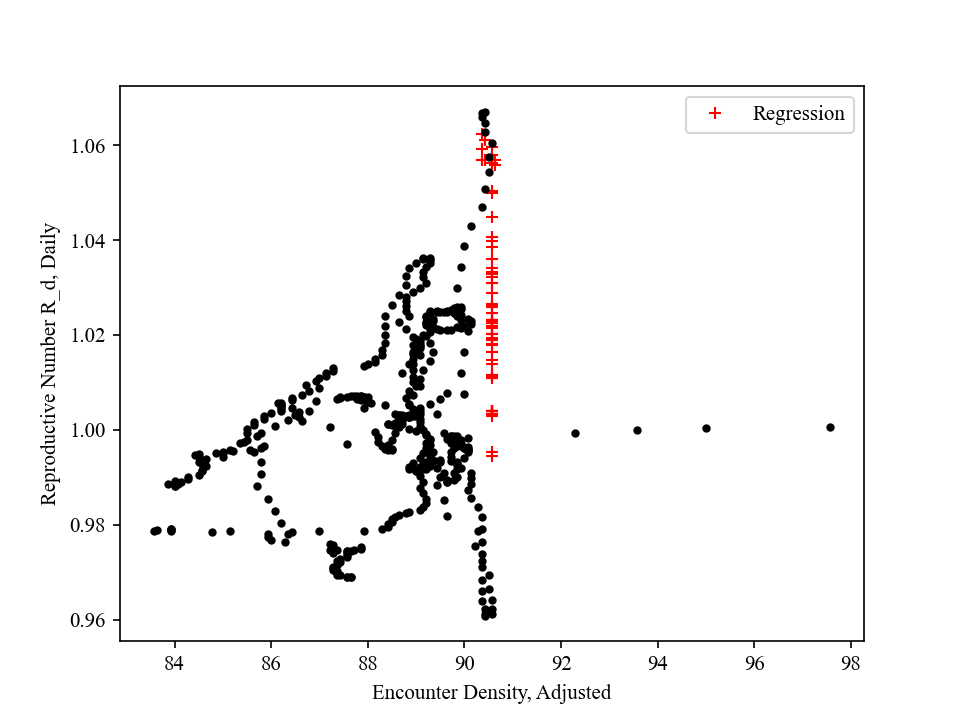 Regression
1.06
1.04
1.02
1.00
0.98
0.96
Reproductive Number R_d, Daily
84 86 88 90 92 94 96 98
Encounter Density, Adjusted